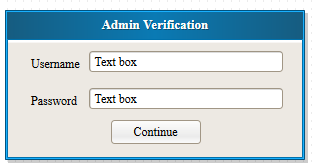 Admin Verification
Username Text box
Password Text box
Continue